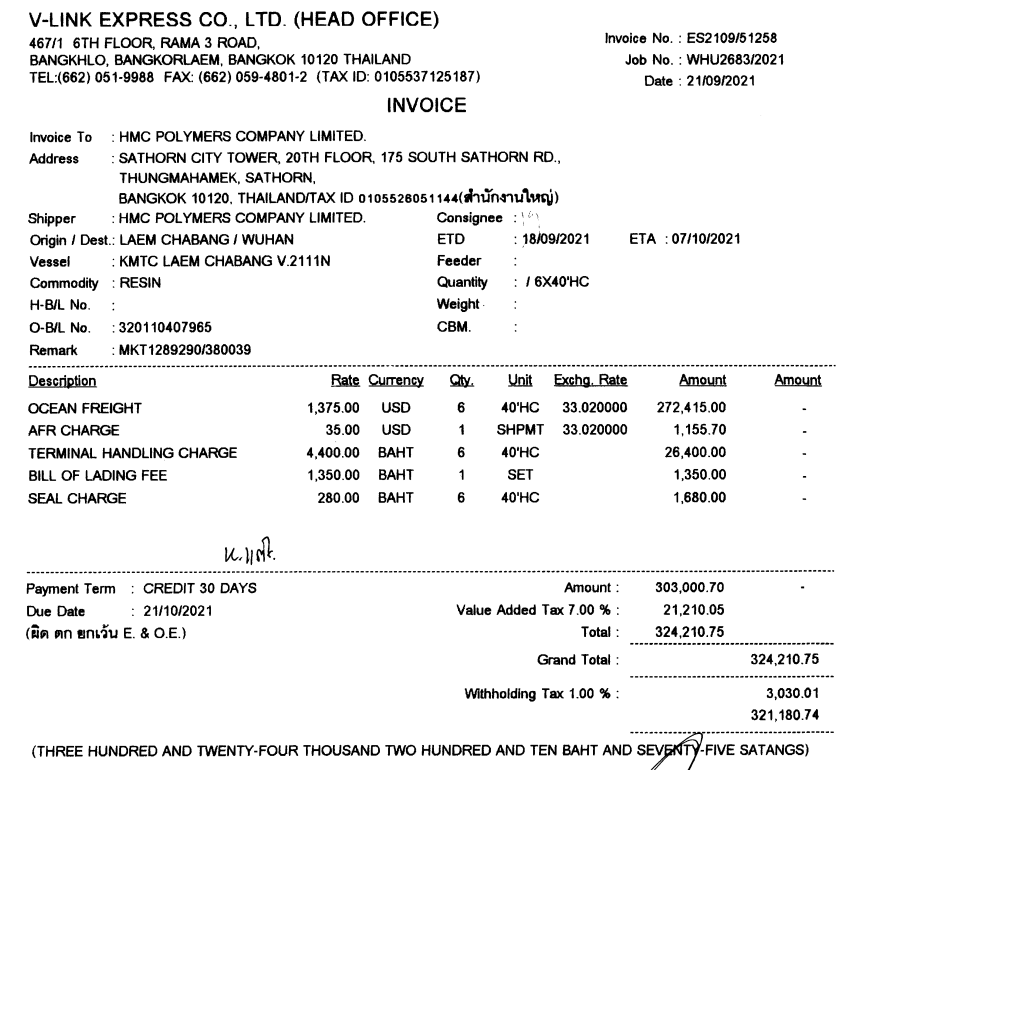 V-LINK EXPRESS CO., LTD. (HEAD OFFICE)
467/1 6TH FLOOR, RAMA 3 ROAD,
BANGKHLO, BANGKORLAEM, BANGKOK 10120 THAILAND
TEL:(662) 051-9988 FAX: (662) 059-4801-2 (TAX ID: 0105537125187)
Invoice No. : ES2109/51258
Job No. : WHU2683/2021
Date : 21/09/2021
INVOICE
Invoice To : HMC POLYMERS COMPANY LIMITED.
Address : SATHORN CITY TOWER, 20TH FLOOR, 175 SOUTH SATHORN RD.,
THUNGMAHAMEK, SATHORN,
BANGKOK 10120, THAILAND/TAX ID 0105528051144(สำนักงานใหญ่)
Shipper : HMC POLYMERS COMPANY LIMITED. Consignee :
Origin / Dest.: LAEM CHABANG / WUHAN ETD : 18/09/2021 ETA : 07/10/2021
Vessel : KMTC LAEM CHABANG V.2111N Feeder :
Commodity : RESIN Quantity : / 6X40'HC
H-B/L No. : Weight :
O-B/L No. : 320110407965 CBM. :
Remark : MKT1289290/380039
Description Rate Currency Qty. Unit Exchg. Rate Amount Amount
OCEAN FREIGHT 1,375.00 USD 6 40'HC 33.020000 272,415.00 -
AFR CHARGE 35.00 USD 1 SHPMT 33.020000 1,155.70 -
TERMINAL HANDLING CHARGE 4,400.00 BAHT 6 40'HC 26,400.00 -
BILL OF LADING FEE 1,350.00 BAHT 1 SET 1,350.00 -
SEAL CHARGE 280.00 BAHT 6 40'HC 1,680.00 -
Payment Term : CREDIT 30 DAYS Amount : 303,000.70 -
Due Date : 21/10/2021 Value Added Tax 7.00 % : 21,210.05
(ผิด ตก ยกเว้น E. & O.E.) Total : 324,210.75
Grand Total : 324,210.75
Withholding Tax 1.00 % : 3,030.01
321,180.74
(THREE HUNDRED AND TWENTY-FOUR THOUSAND TWO HUNDRED AND TEN BAHT AND SEVENTY-FIVE SATANGS)